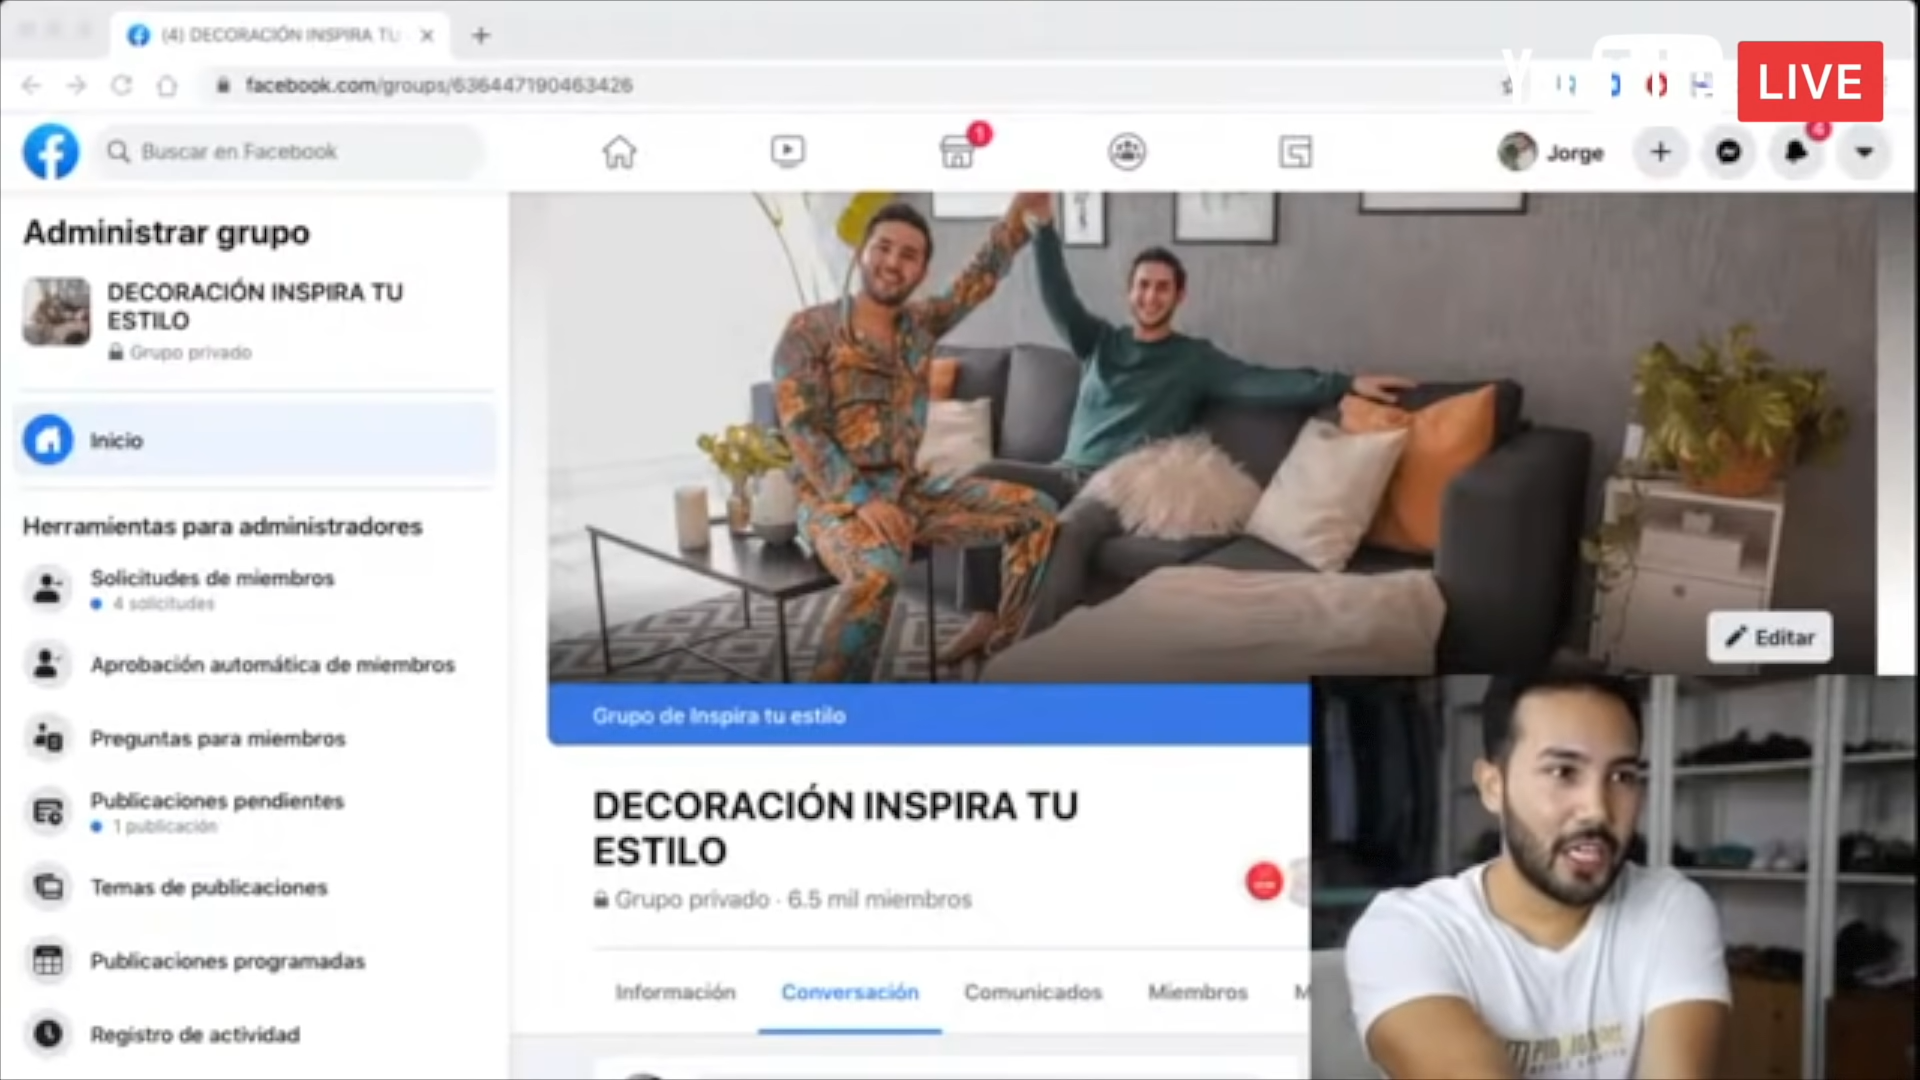 (4) DECORACIÓN INSPIRA TU
facebook.com/groups/636447190463426
LIVE
Buscar en Facebook
1
Jorge
4
Administrar grupo
DECORACIÓN INSPIRA TU
ESTILO
Grupo privado
Inicio
Herramientas para administradores
Solicitudes de miembros
4 solicitudes
Aprobación automática de miembros
Preguntas para miembros
Publicaciones pendientes
1 publicación
Temas de publicaciones
Publicaciones programadas
Registro de actividad
Editar
Grupo de Inspira tu estilo
DECORACIÓN INSPIRA TU
ESTILO
Grupo privado · 6.5 mil miembros
Información
Conversación
Comunicados
Miembros
M